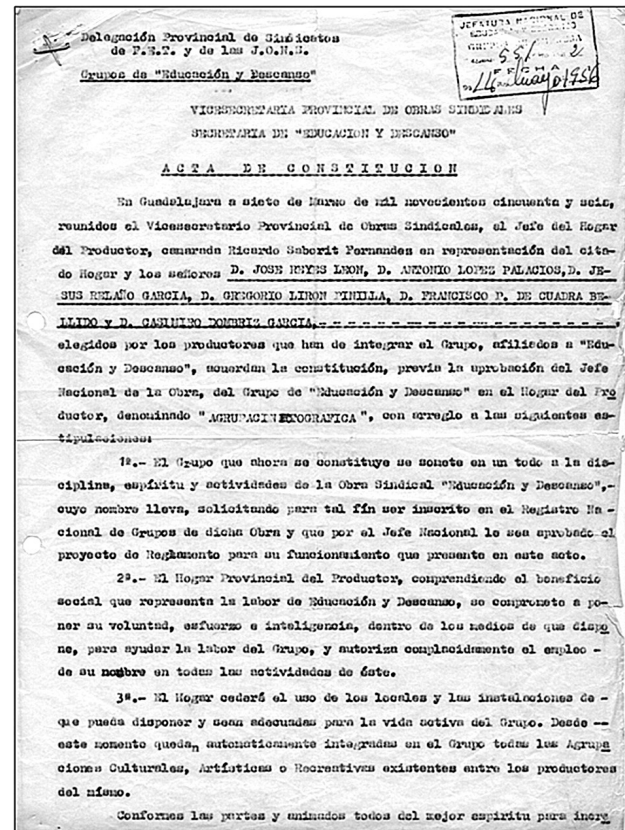 Delegación Provincial de Sindicatos
de F.E.T. y de las J.O.N.S.
Grupos de "Educación y Descanso"
JEFATURA NACIONAL DE
FECHA
VICESECRETARIA PROVINCIAL DE OBRAS SINDICALES
SECRETARIA DE "EDUCACION Y DESCANSO"
ACTA DE CONSTITUCION
En Guadalajara a siete de Marzo de mil novecientos cincuenta y seis,
reunidos el Vicesecretario Provincial de Obras Sindicales, el Jefe del Hogar
del Productor, camarada Ricardo Saborit Fernandes en representación del cita-
do Hogar y los señores D. JOSE REYES LEON, D. ANTONIO LOPEZ PALACIOS,D. JE-
SUS RELAÑO GARCIA, D. GREGORIO LIRON PINILLA, D. FRANCISCO P. DE CUADRA BE-
LLIDO y D. CASIMIRO DOMBRIZ GARCIA,- - - - - - - - - - - - - - - - - - - ,
elegidos por los productores que han de integrar el Grupo, afiliados a "Edu-
cación y Descanso", acuerdan la constitución, previa la aprobación del Jefe
Nacional de la Obra, del Grupo de "Educación y Descanso" en el Hogar del Pro
ductor, denominado "AGRUPACIN FOTOGRAFICA", con arreglo a las siguientes es-
tipulaciones:
1ª.- El Grupo que ahora se constituye se somete en un todo a la dis-
ciplina, espíritu y actividades de la Obra Sindical "Educación y Descanso",-
cuyo nombre lleva, solicitando para tal fín ser inscrito en el Registro Na -
cional de Grupos de dicha Obra y que por el Jefe Nacional le sea aprobado el
proyecto de Reglamento para su funcionamiento que presenta en este acto.
2ª.- El Hogar Provincial del Productor, comprendiendo el beneficio
social que representa la labor de Educación y Descanso, se compromete a po-
ner su voluntad, esfuerzo e inteligencia, dentro de los medios de que dispo
ne, para ayudar la labor del Grupo, y autoriza complacidamente el empleo -
de su nombre en todas las actividades de éste.
3ª.- El Hogar cederá el uso de los locales y las instalaciones de -
que pueda disponer y sean adecuadas para la vida activa del Grupo. Desde --
este momento queda, automáticamente integradas en el Grupo todas las Agrupa
ciones Culturales, Artísticas o Recreativas existentes entre los productores
del mismo.
Conformes las partes y animados todos del mejor espíritu para incre